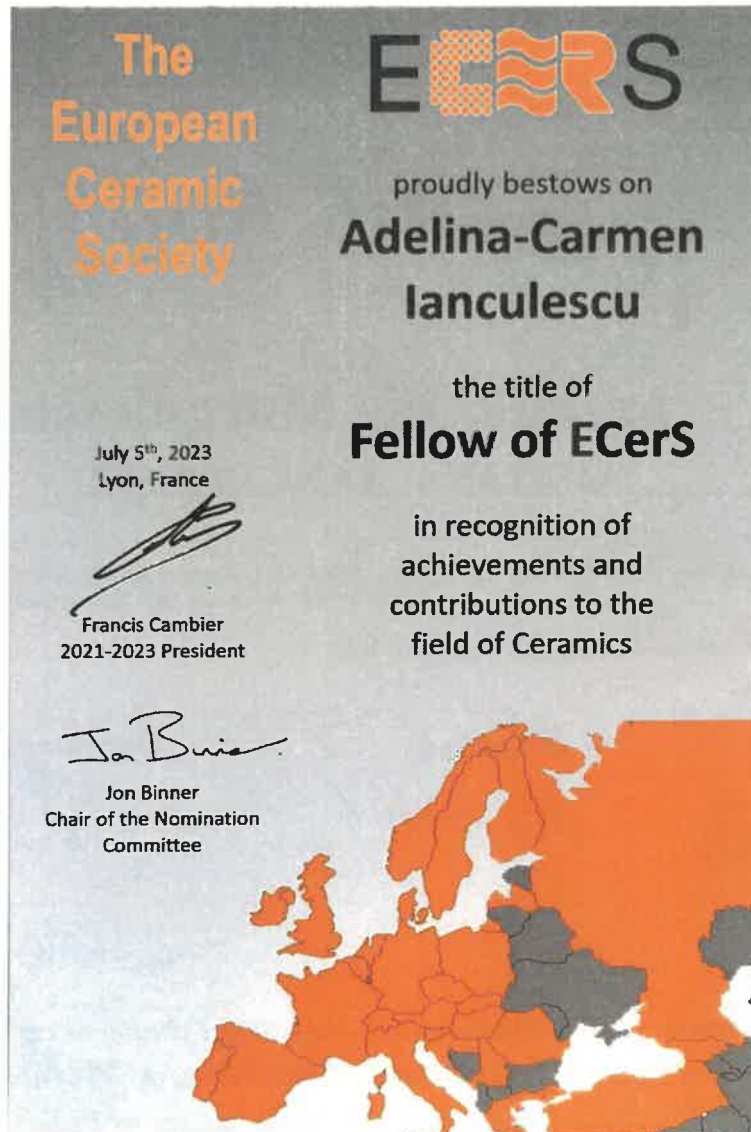 The
European
Ceramic
Society
ECERS
proudly bestows on
Adelina-Carmen
Ianculescu
the title of
Fellow of ECerS
in recognition of
achievements and
contributions to the
field of Ceramics
July 5th, 2023
Lyon, France
Francis Cambier
2021-2023 President
Jon Binner
Jon Binner
Chair of the Nomination
Committee